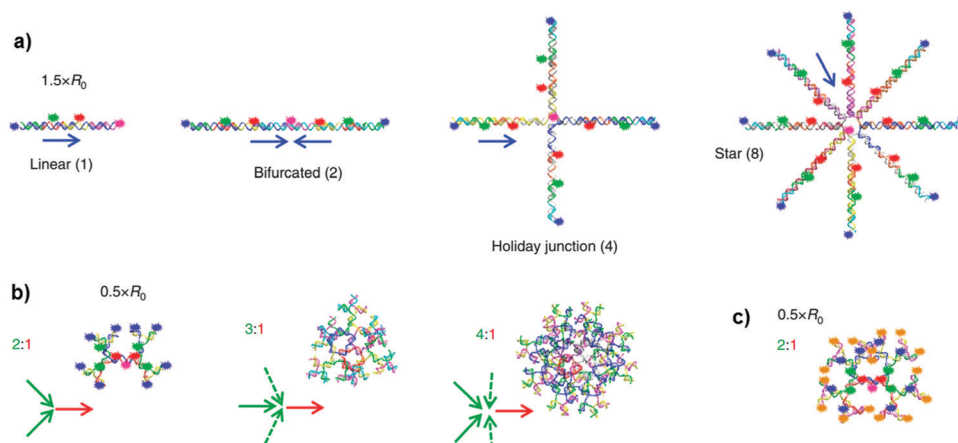 a)
1.5×R₀
Linear (1)
Bifurcated (2)
Holiday junction (4)
Star (8)
b)
0.5×R₀
2:1
3:1
4:1
c)
0.5×R₀
2:1